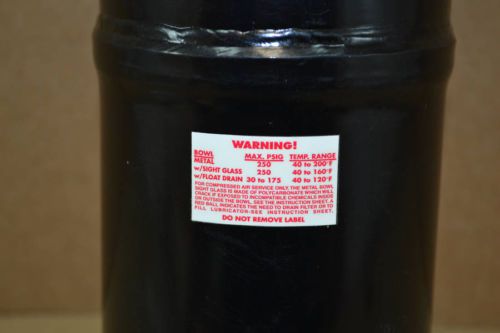 WARNING!
BOWL MAX. PSIG TEMP. RANGE
METAL 250 40 to 200°F
w/SIGHT GLASS 250 40 to 160°F
w/FLOAT DRAIN 30 to 175 40 to 120°F
FOR COMPRESSED AIR SERVICE ONLY, THE METAL BOWL
SIGHT GLASS IS MADE OF POLYCARBONATE WHICH WILL
CRACK IF EXPOSED TO INCOMPATIBLE CHEMICALS INSIDE
OR OUTSIDE THE BOWL. SEE THE INSTRUCTION SHEET. A
RED BALL INDICATES THE NEED TO DRAIN FILTER OR TO
FILL LUBRICATOR-SEE INSTRUCTION SHEET.
DO NOT REMOVE LABEL